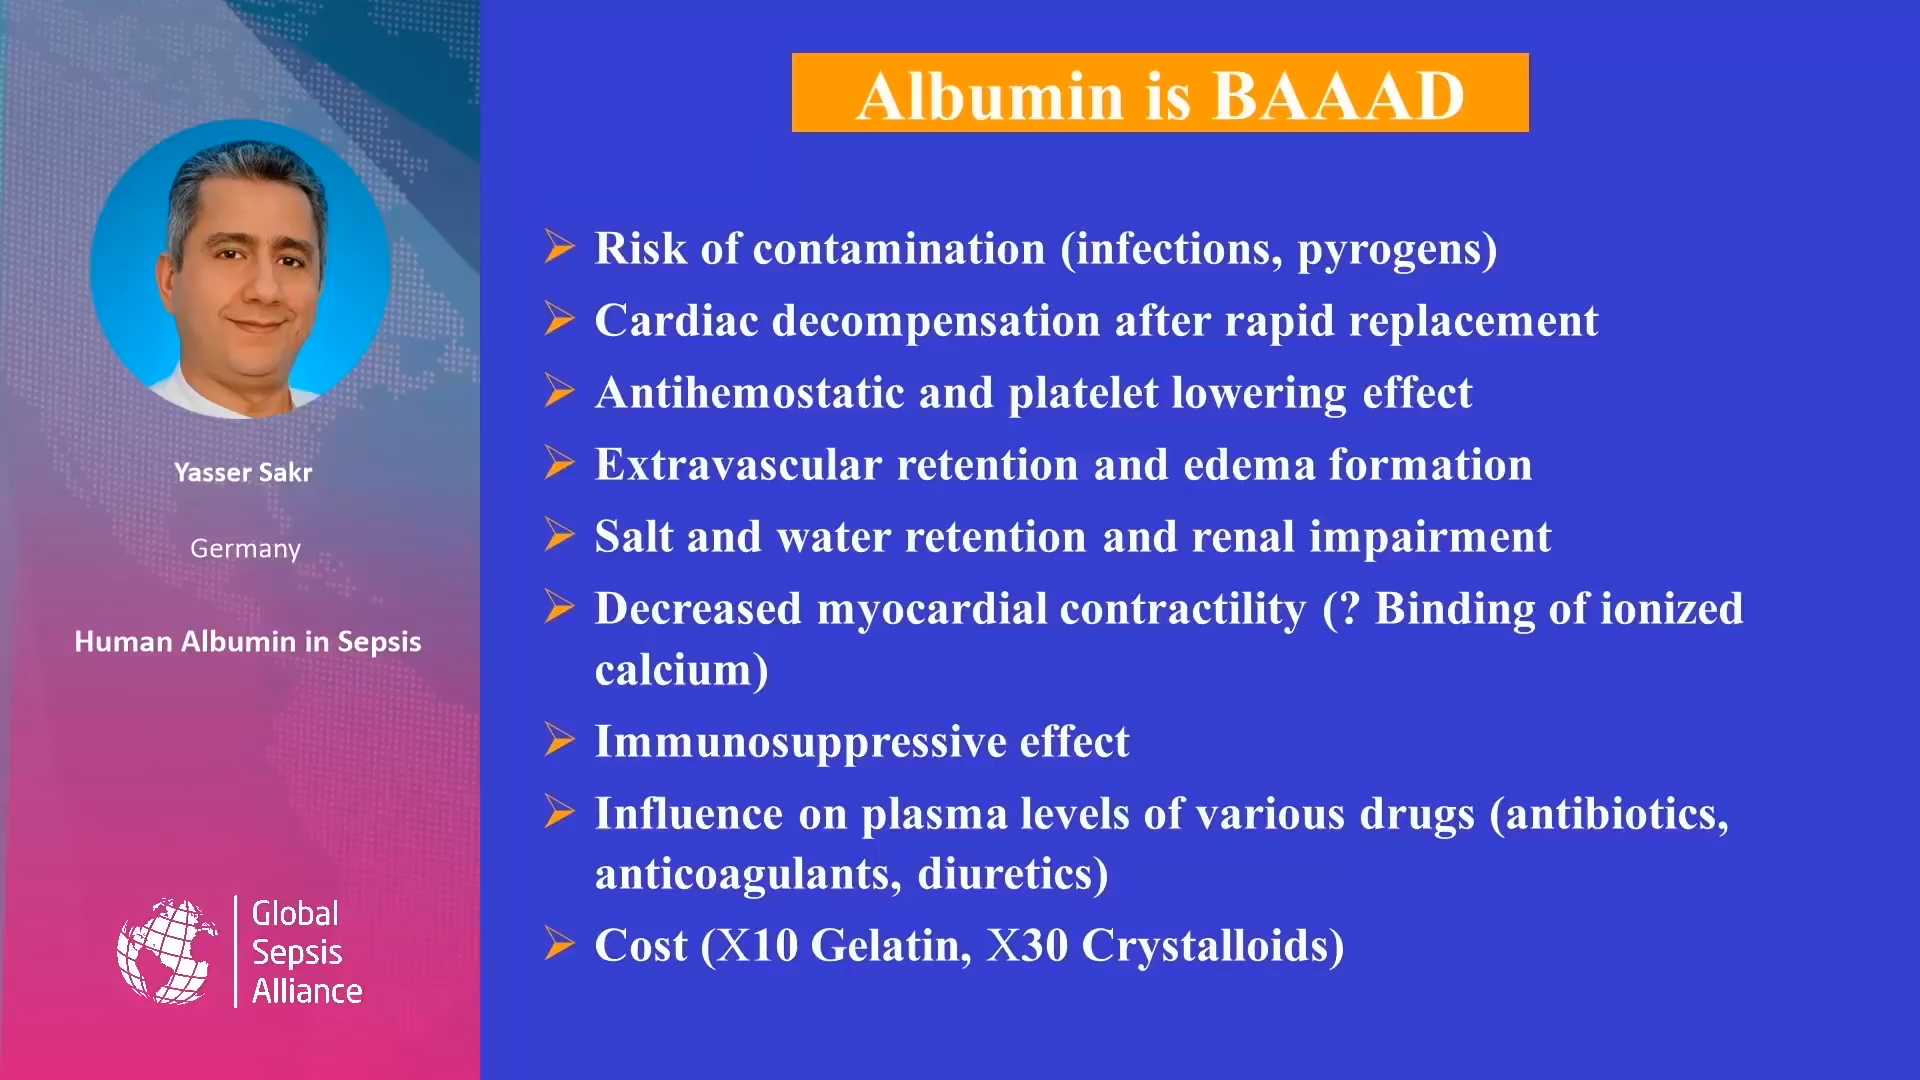 Albumin is BAAAD
Risk of contamination (infections, pyrogens)
Cardiac decompensation after rapid replacement
Antihemostatic and platelet lowering effect
Extravascular retention and edema formation
Salt and water retention and renal impairment
Decreased myocardial contractility (? Binding of ionized
calcium)
Immunosuppressive effect
Influence on plasma levels of various drugs (antibiotics,
anticoagulants, diuretics)
Cost (X10 Gelatin, X30 Crystalloids)
Yasser Sakr
Germany
Human Albumin in Sepsis
Global
Sepsis
Alliance